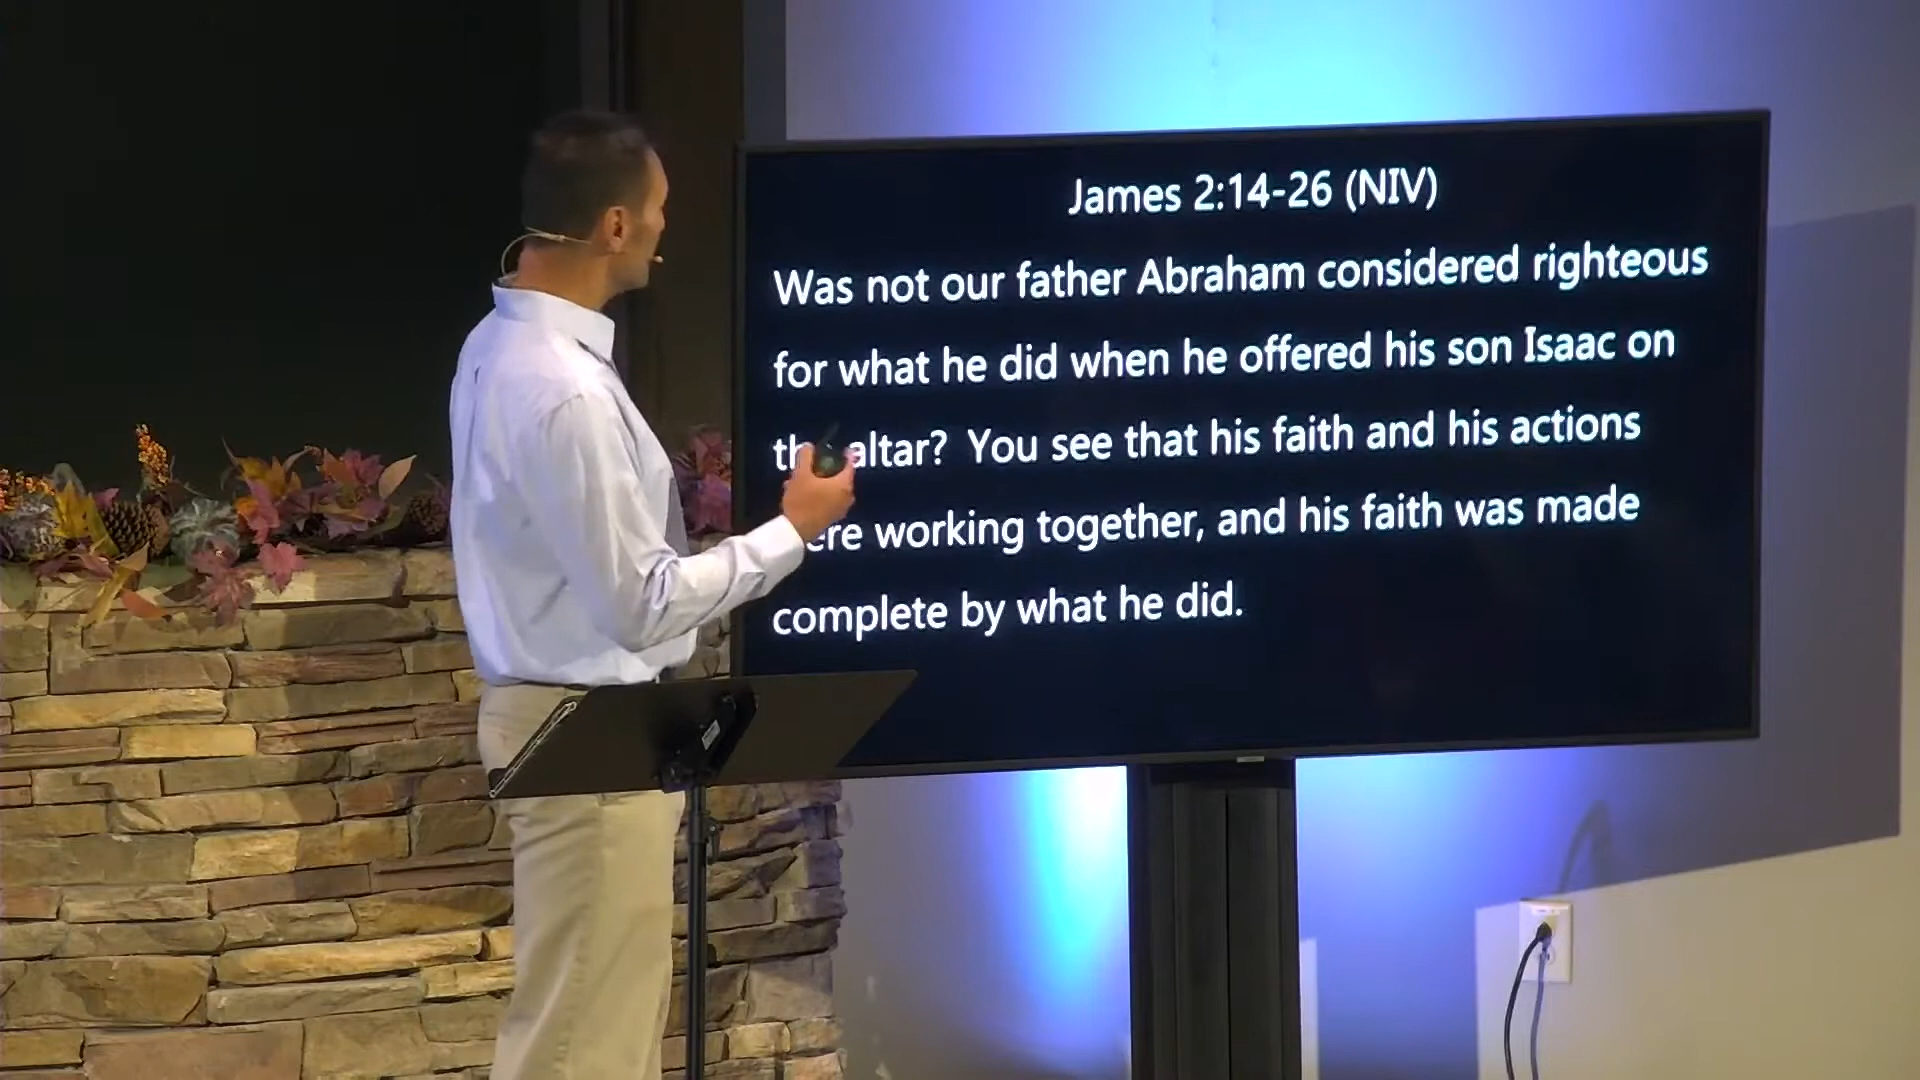 James 2:14-26 (NIV)
Was not our father Abraham considered righteous
for what he did when he offered his son Isaac on
altar? You see that his faith and his actions
working together, and his faith was made
complete by what he did.